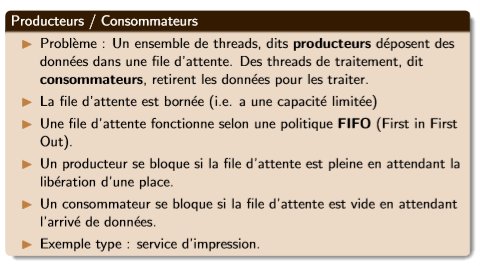 Producteurs / Consommateurs
Problème : Un ensemble de threads, dits producteurs déposent des
données dans une file d'attente. Des threads de traitement, dit
consommateurs, retirent les données pour les traiter.
La file d'attente est bornée (i.e. a une capacité limitée)
Une file d'attente fonctionne selon une politique FIFO (First in First
Out).
Un producteur se bloque si la file d'attente est pleine en attendant la
libération d'une place.
Un consommateur se bloque si la file d'attente est vide en attendant
l'arrivé de données.
Exemple type : service d'impression.